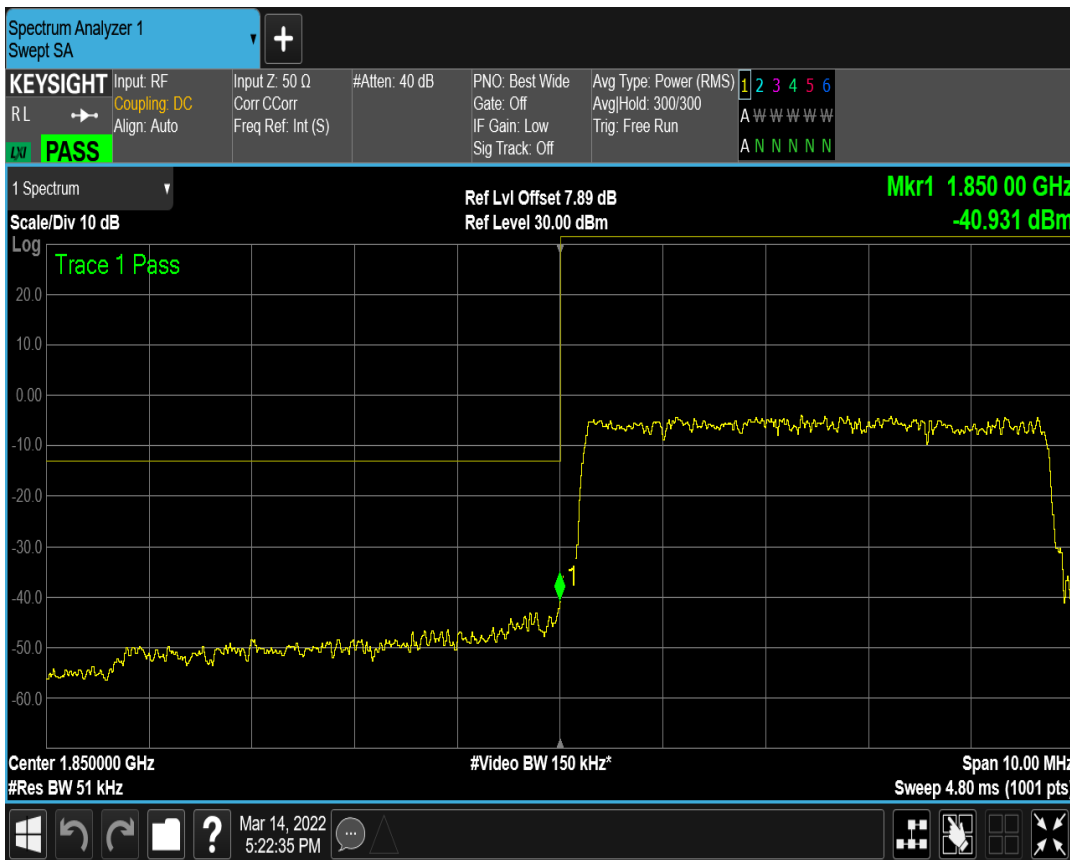 Spectrum Analyzer 1
Swept SA
+
KEYSIGHT
RL
LXI PASS
Input: RF
Coupling: DC
Align: Auto
Input Z: 50 Ω
Corr CCorr
Freq Ref: Int (S)
#Atten: 40 dB
PNO: Best Wide
Gate: Off
IF Gain: Low
Sig Track: Off
Avg Type: Power (RMS)
Avg|Hold: 300/300
Trig: Free Run
1 2 3 4 5 6
A W W W W W
A N N N N N
1 Spectrum
Scale/Div 10 dB
Log
Ref Lvl Offset 7.89 dB
Ref Level 30.00 dBm
Mkr1 1.850 00 GHz
-40.931 dBm
Trace 1 Pass
20.0
10.0
0.00
-10.0
-20.0
-30.0
-40.0
-50.0
-60.0
1
Center 1.850000 GHz
#Res BW 51 kHz
#Video BW 150 kHz*
Span 10.00 MHz
Sweep 4.80 ms (1001 pts)
?
Mar 14, 2022
5:22:35 PM